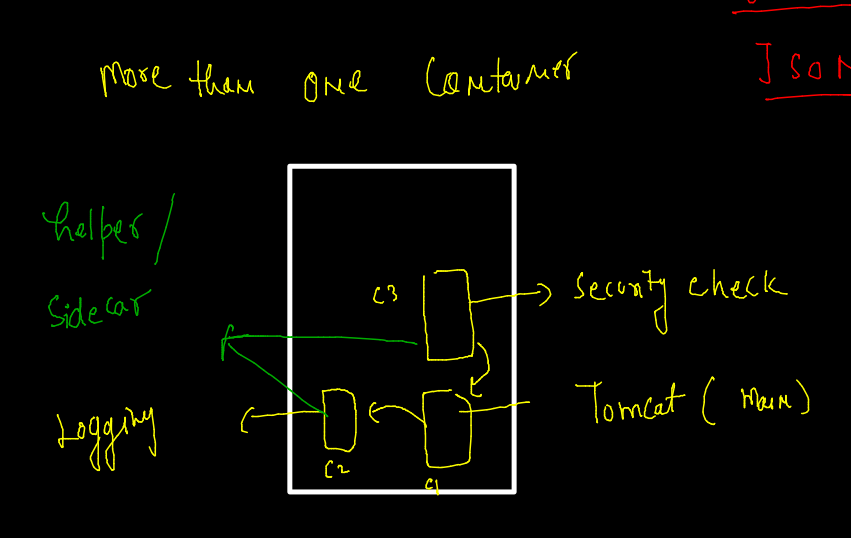 More than one Container
JSON
helper/
Sidecar
C3
Security check
Tomcat (Main)
Logging
C2
C1